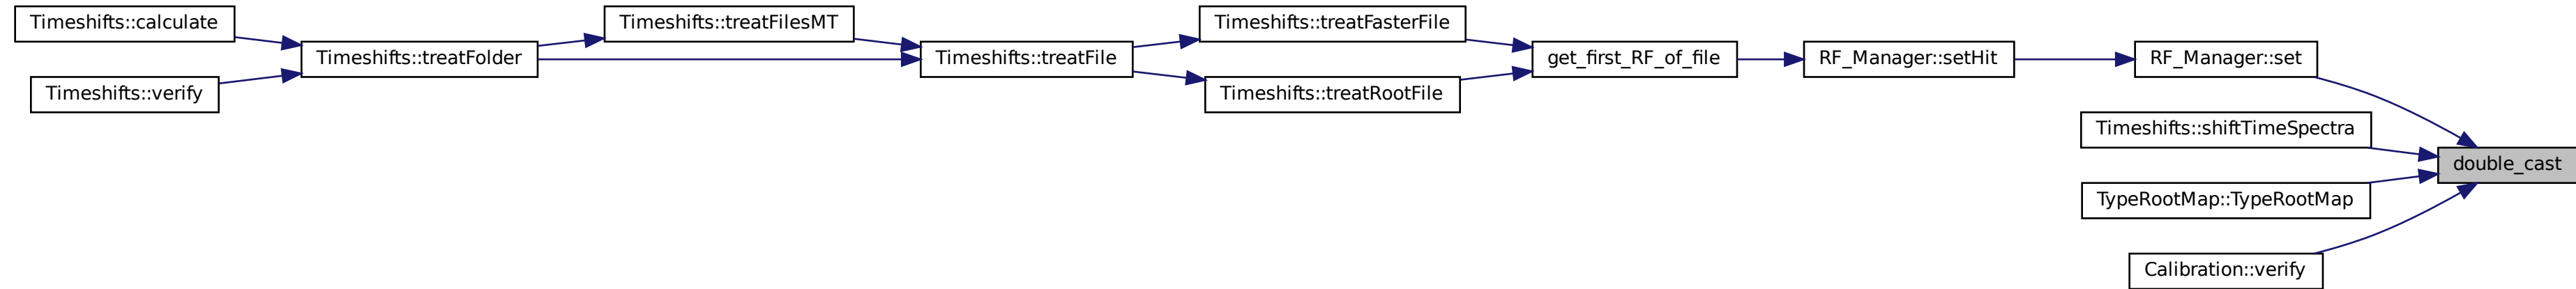 Timeshifts::calculate
Timeshifts::verify
Timeshifts::treatFolder
Timeshifts::treatFilesMT
Timeshifts::treatFile
Timeshifts::treatFasterFile
Timeshifts::treatRootFile
get_first_RF_of_file
RF_Manager::setHit
RF_Manager::set
Timeshifts::shiftTimeSpectra
TypeRootMap::TypeRootMap
Calibration::verify
double_cast